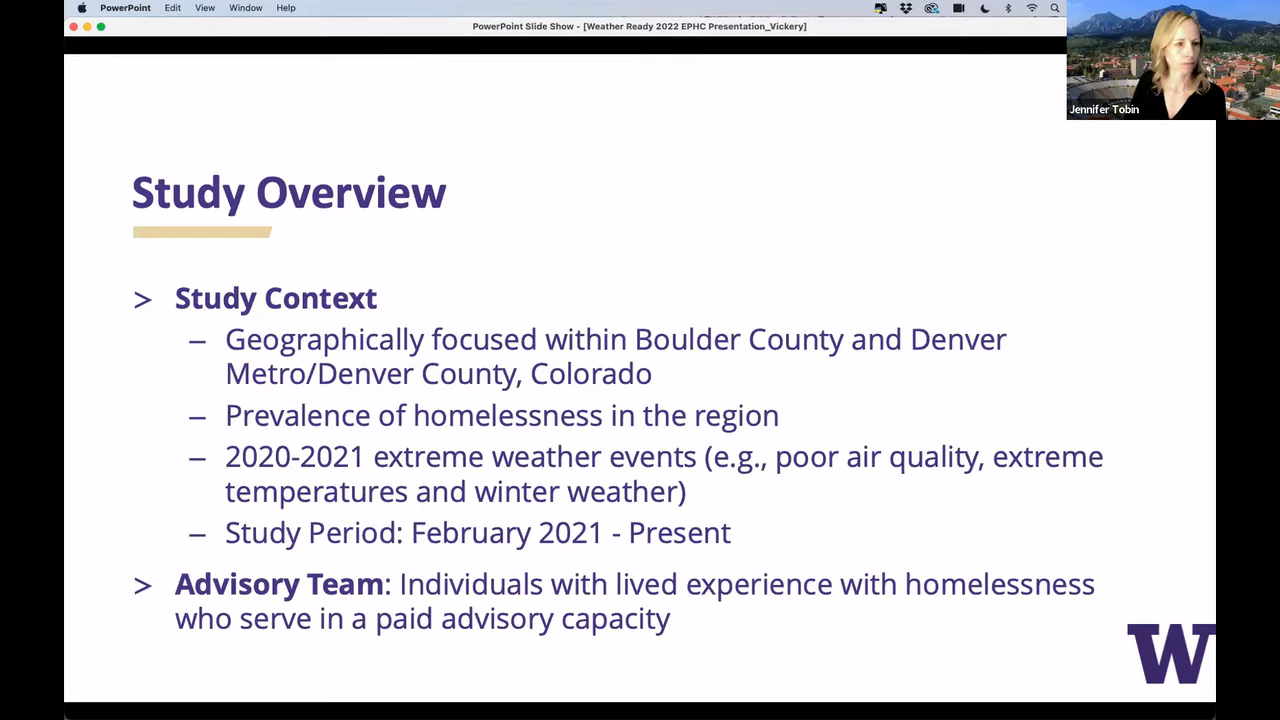 PowerPoint Edit View Window Help
PowerPoint Slide Show - [Weather Ready 2022 EPHC Presentation_Vickery]
Jennifer Tobin
Study Overview
> Study Context
– Geographically focused within Boulder County and Denver
Metro/Denver County, Colorado
– Prevalence of homelessness in the region
– 2020-2021 extreme weather events (e.g., poor air quality, extreme
temperatures and winter weather)
– Study Period: February 2021 - Present
> Advisory Team: Individuals with lived experience with homelessness
who serve in a paid advisory capacity
W